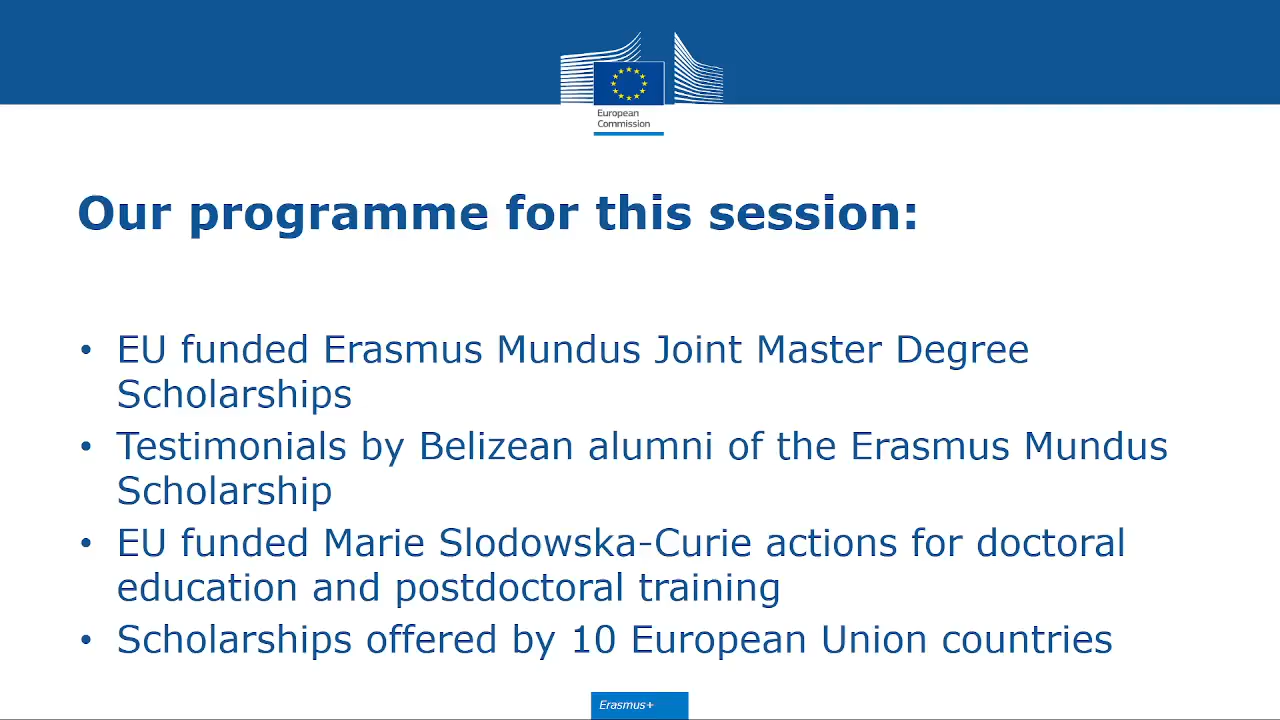 European
Commission
Our programme for this session:
• EU funded Erasmus Mundus Joint Master Degree
Scholarships
• Testimonials by Belizean alumni of the Erasmus Mundus
Scholarship
• EU funded Marie Slodowska-Curie actions for doctoral
education and postdoctoral training
• Scholarships offered by 10 European Union countries
Erasmus+